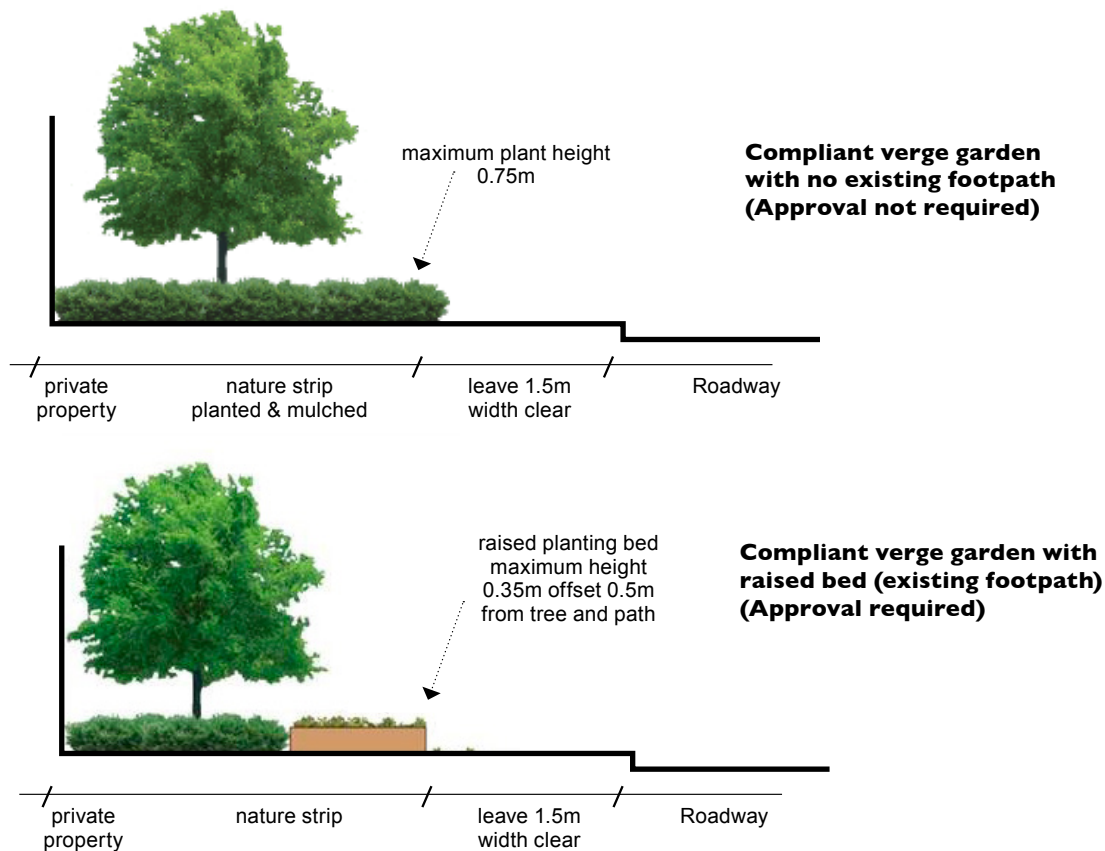 maximum plant height
0.75m
Compliant verge garden
with no existing footpath
(Approval not required)
private
property
nature strip
planted & mulched
leave 1.5m
width clear
Roadway
raised planting bed
maximum height
0.35m offset 0.5m
from tree and path
Compliant verge garden with
raised bed (existing footpath)
(Approval required)
private
property
nature strip
leave 1.5m
width clear
Roadway